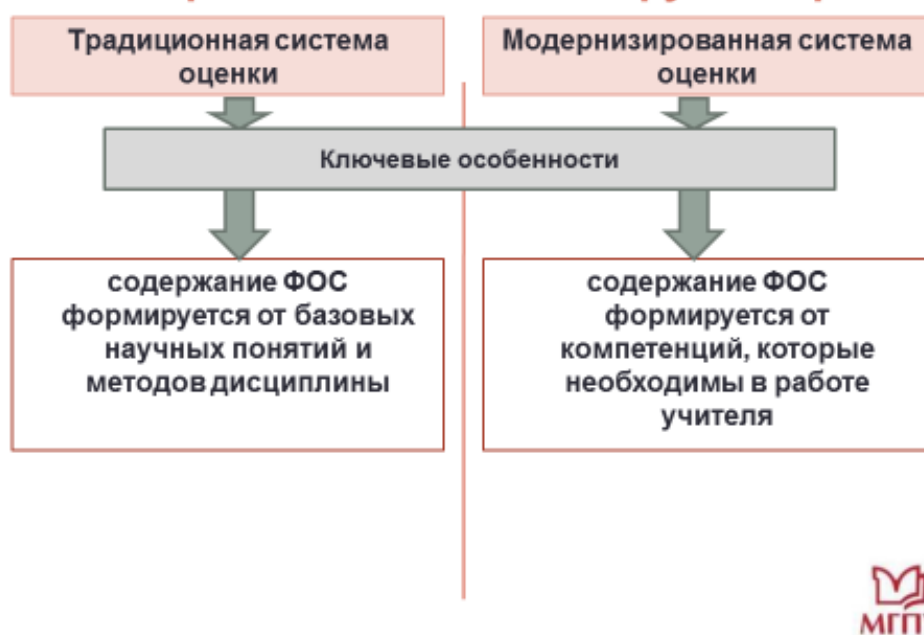 Традиционная система
оценки
Модернизированная система
оценки
Ключевые особенности
содержание ФОС
формируется от базовых
научных понятий и
методов дисциплины
содержание ФОС
формируется от
компетенций, которые
необходимы в работе
учителя